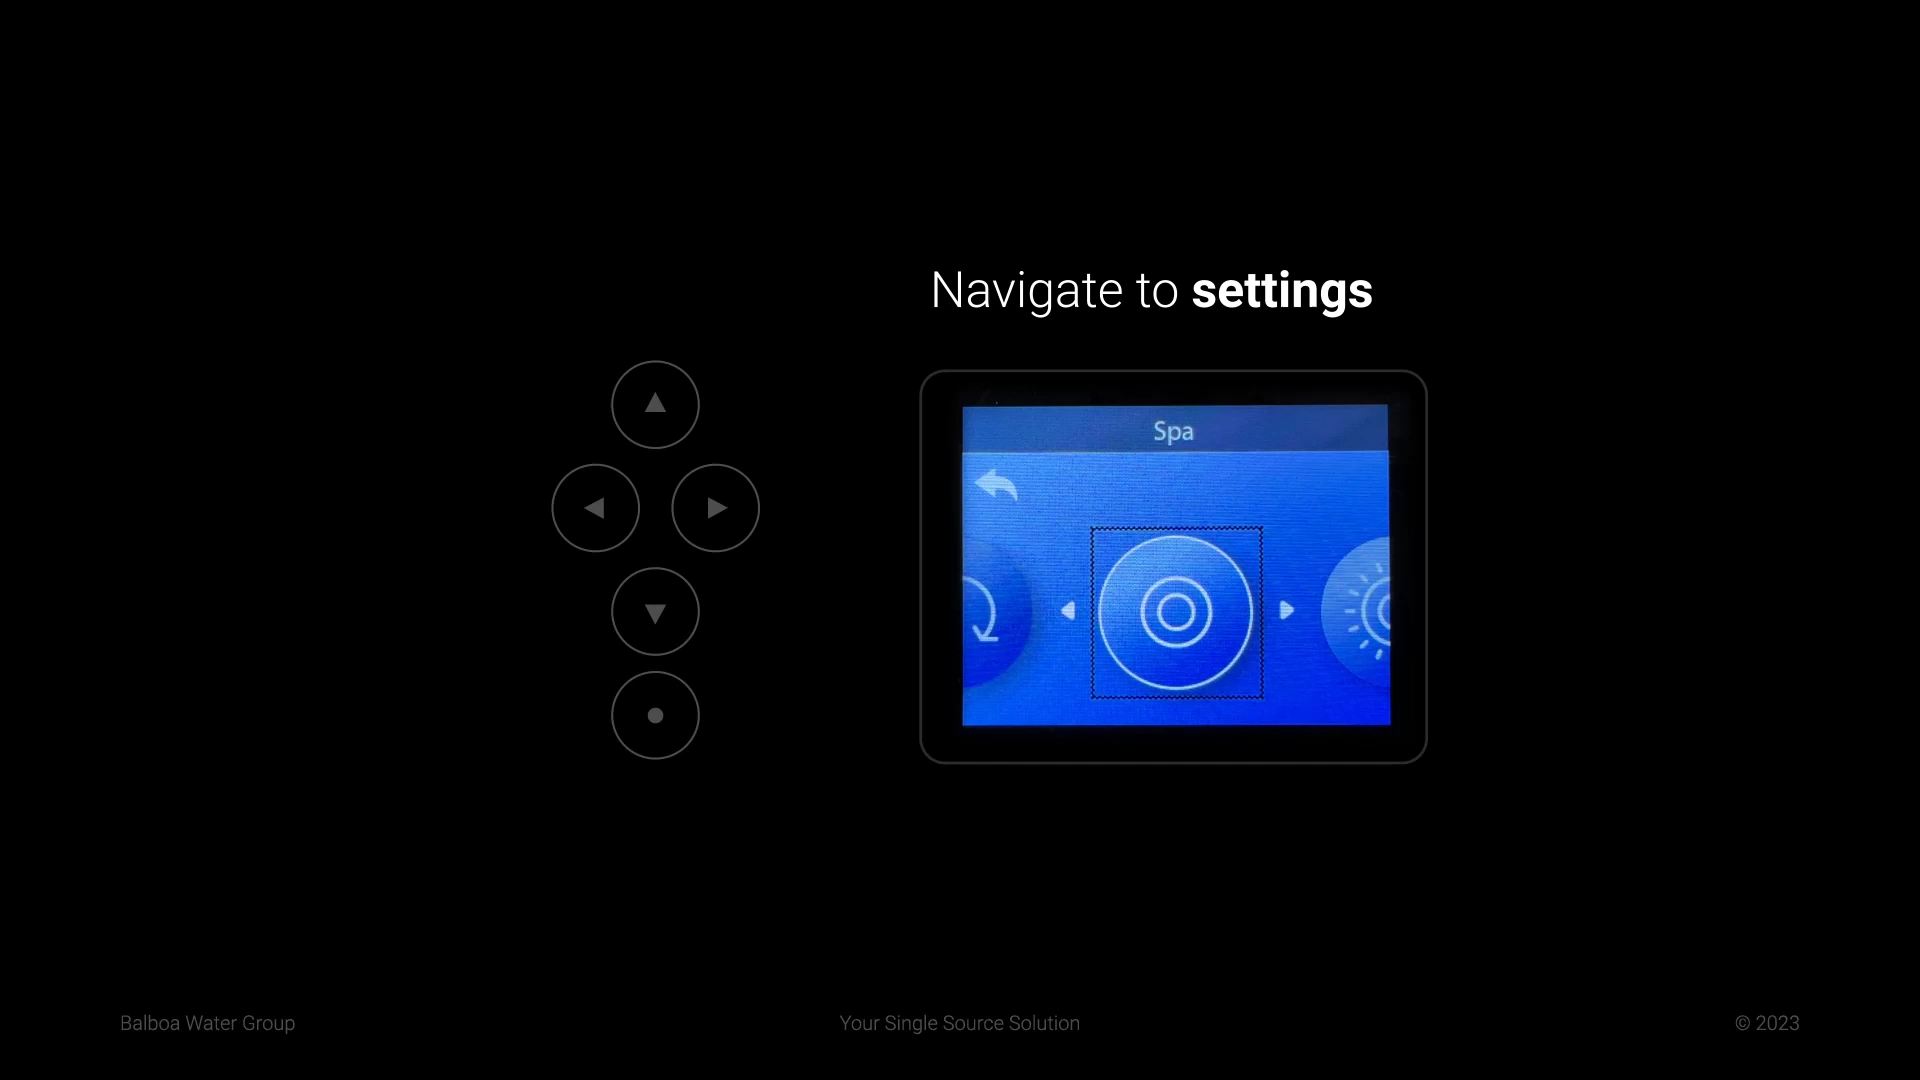 Navigate to settings
Spa
Balboa Water Group
Your Single Source Solution
© 2023